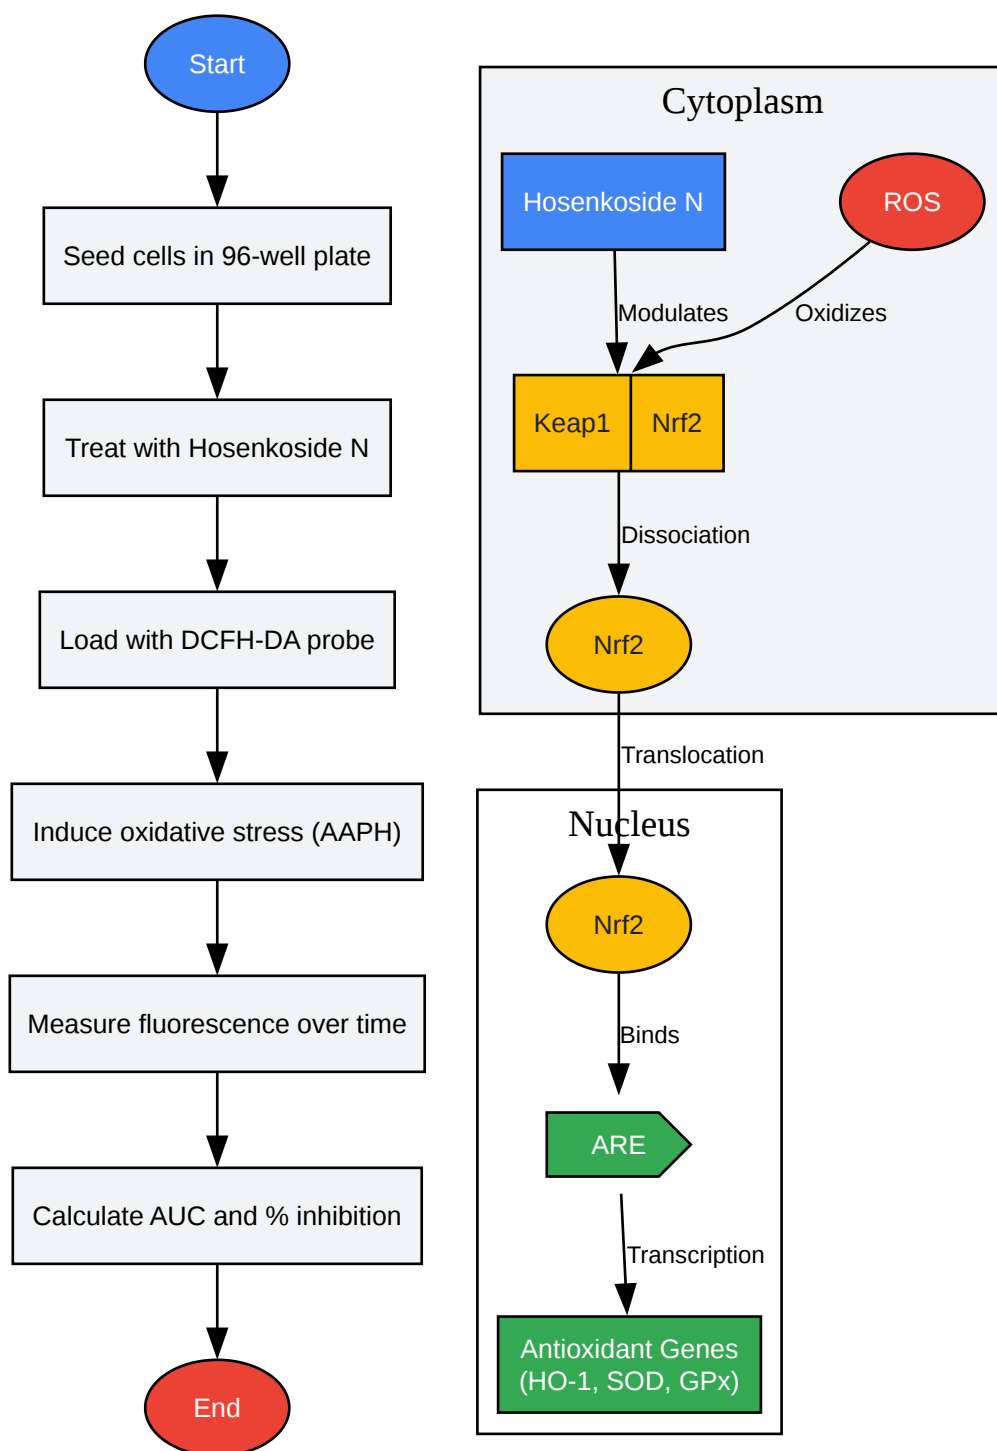 Start
Seed cells in 96-well plate
Treat with Hosenkoside N
Load with DCFH-DA probe
Induce oxidative stress (AAPH)
Measure fluorescence over time
Calculate AUC and % inhibition
End
Cytoplasm
Hosenkoside N
ROS
Modulates
Oxidizes
Keap1
Nrf2
Dissociation
Nrf2
Translocation
Nucleus
Nrf2
Binds
ARE
Transcription
Antioxidant Genes
(HO-1, SOD, GPx)